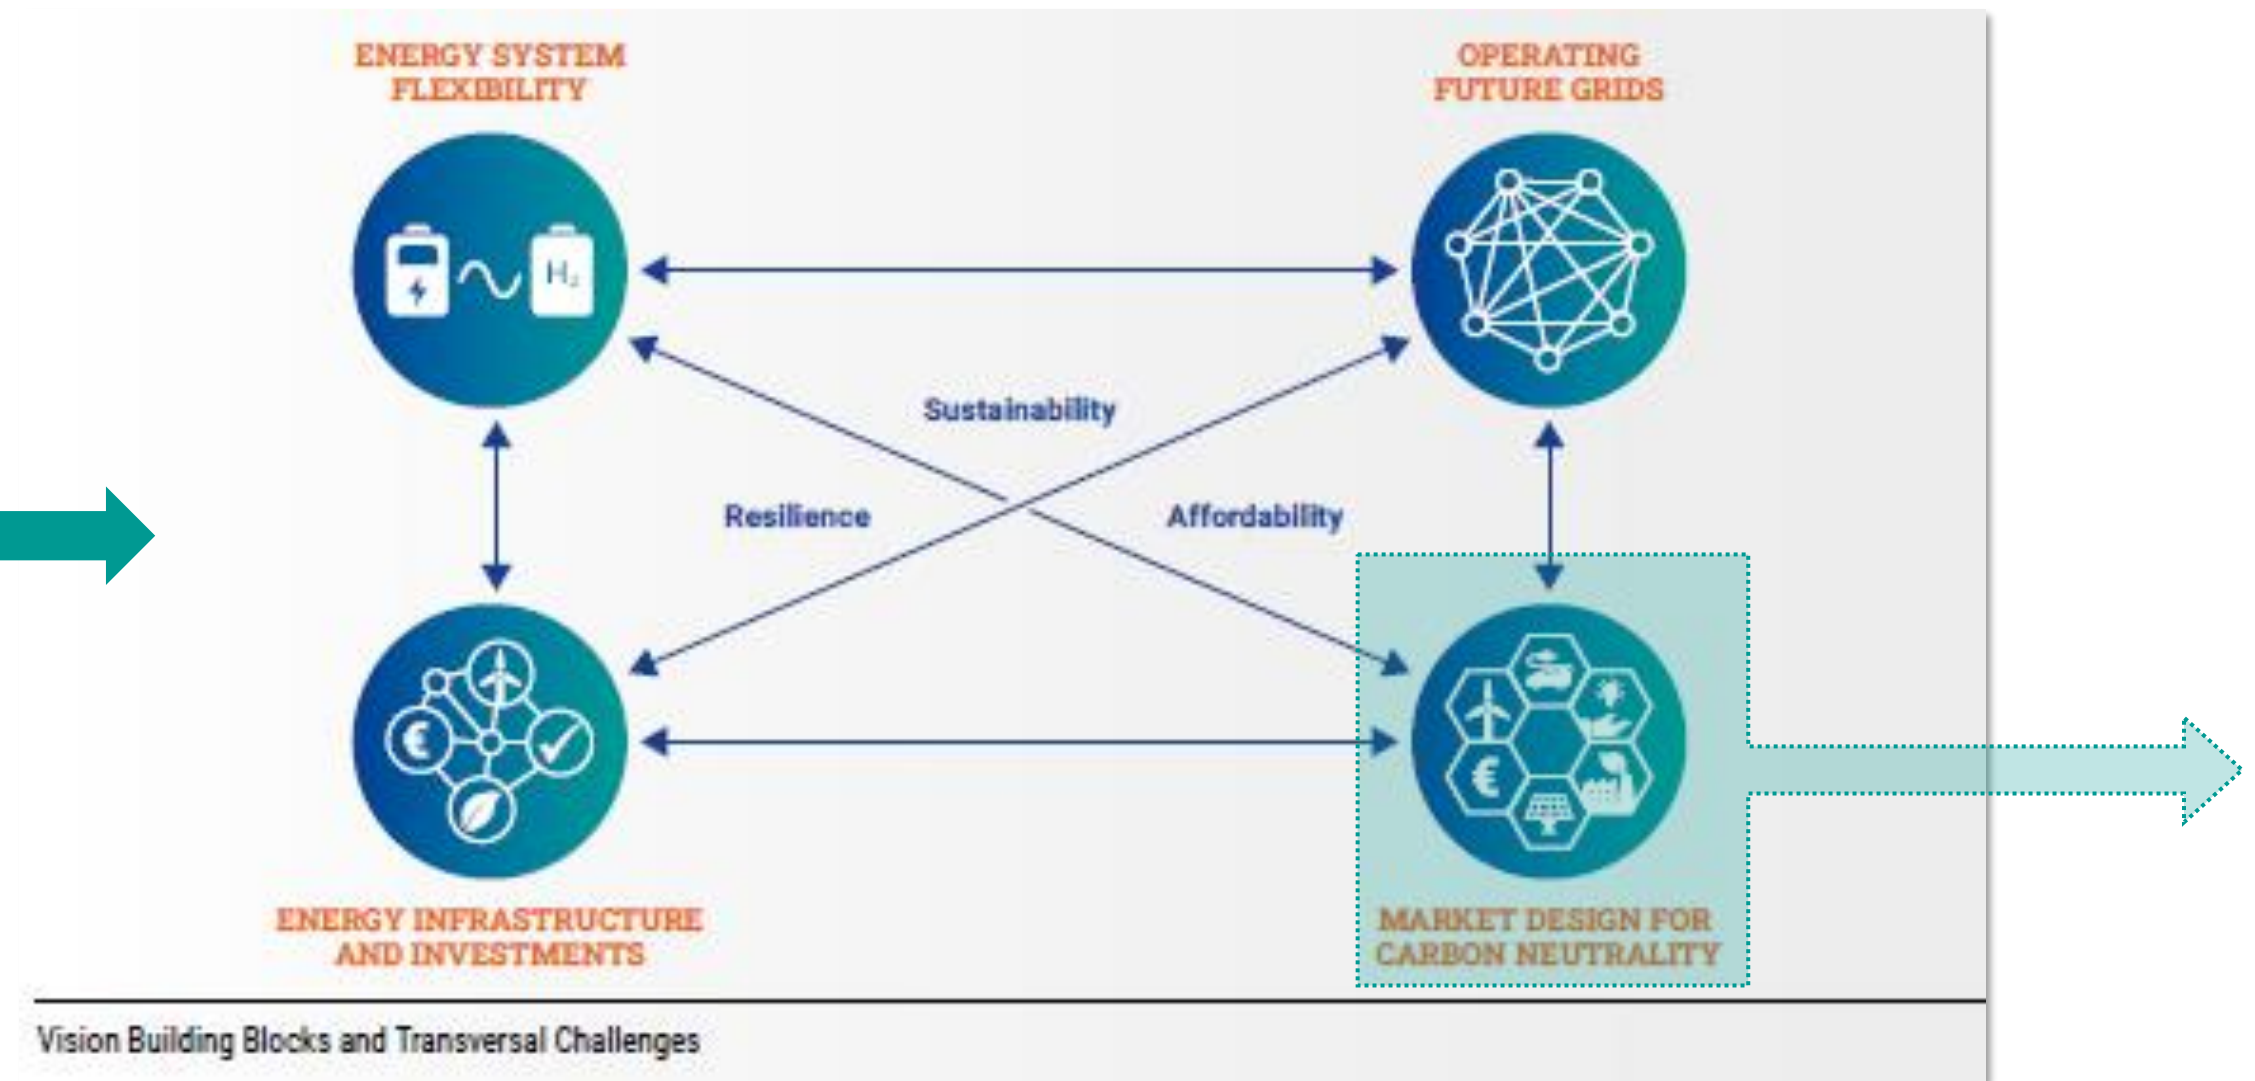 ENERGY SYSTEM
FLEXIBILITY
OPERATING
FUTURE GRIDS
H₂
Sustainability
Resilience
Affordability
€
€
ENERGY INFRASTRUCTURE
AND INVESTMENTS
MARKET DESIGN FOR
CARBON NEUTRALITY
Vision Building Blocks and Transversal Challenges